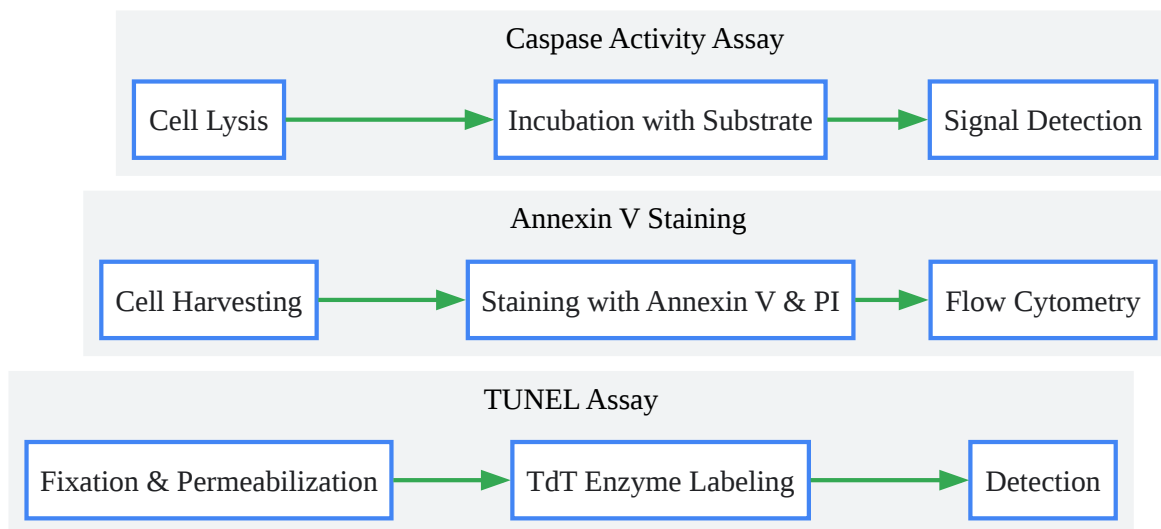 Caspase Activity Assay
Cell Lysis
Incubation with Substrate
Signal Detection
Annexin V Staining
Cell Harvesting
Staining with Annexin V & PI
Flow Cytometry
TUNEL Assay
Fixation & Permeabilization
TdT Enzyme Labeling
Detection